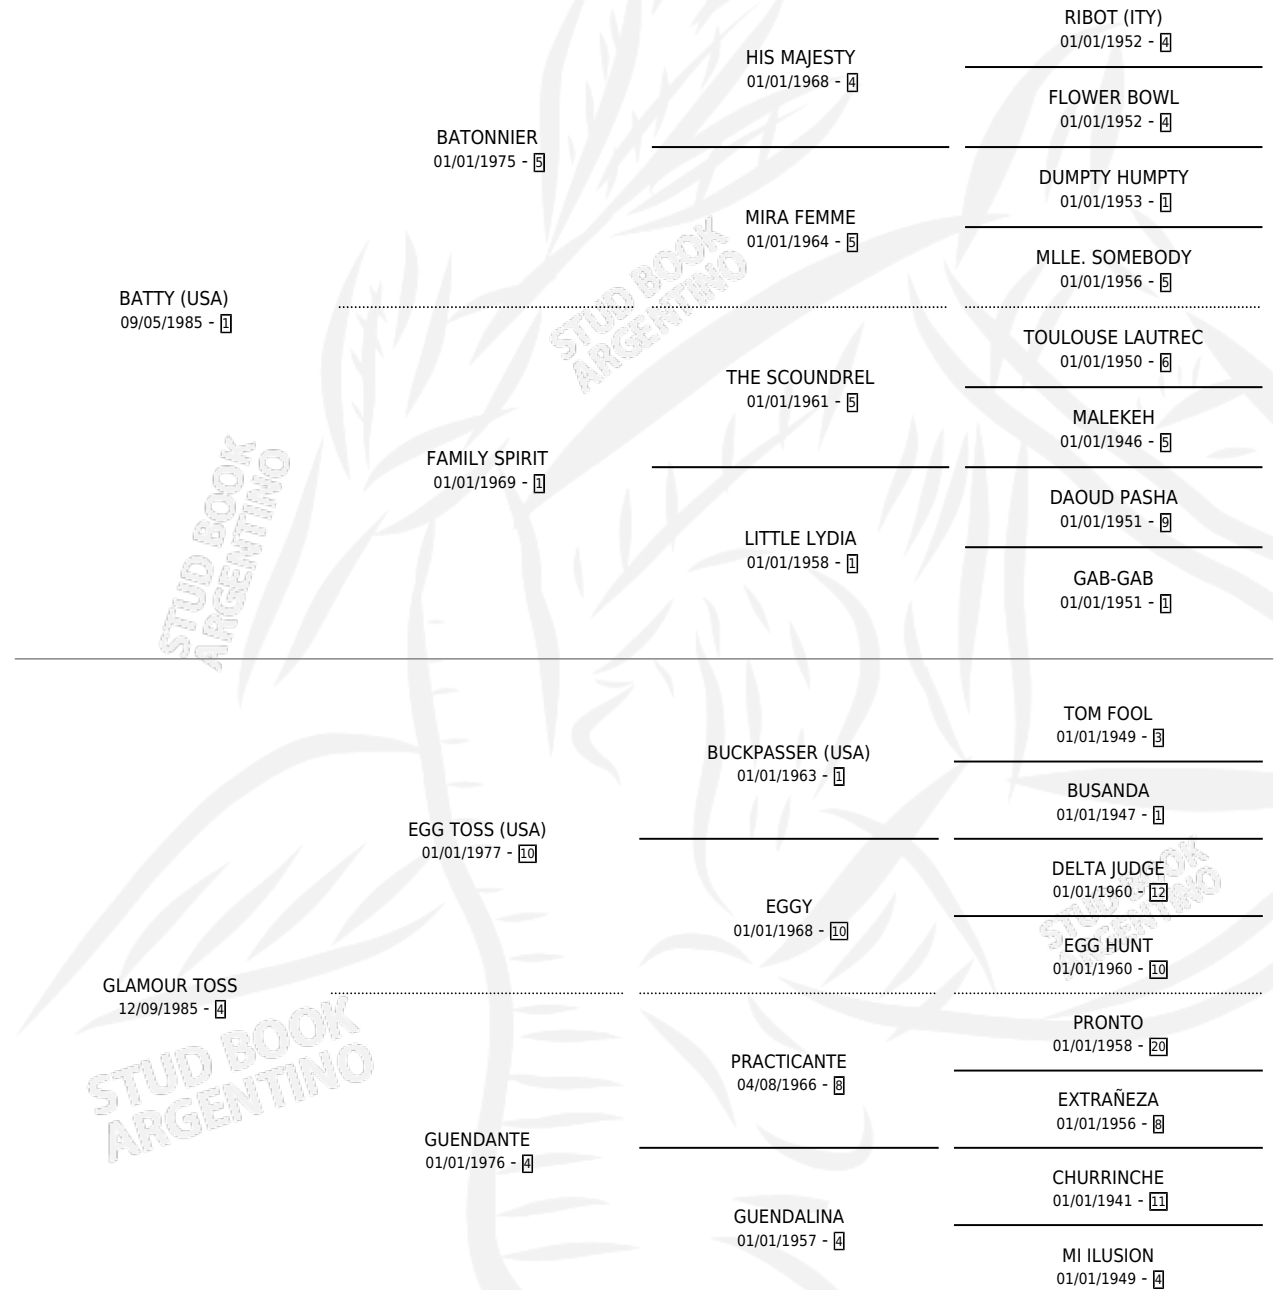 RIBOT (ITY)
01/01/1952 - 4
HIS MAJESTY
01/01/1968 - 4
FLOWER BOWL
01/01/1952 - 4
BATONNIER
01/01/1975 - 5
DUMPTY HUMPTY
01/01/1953 - 1
MIRA FEMME
01/01/1964 - 5
MLLE. SOMEBODY
01/01/1956 - 5
BATTY (USA)
09/05/1985 - 1
STUD BOOK
ARGENTINO
TOULOUSE LAUTREC
01/01/1950 - 6
THE SCOUNDREL
01/01/1961 - 5
MALEKEH
01/01/1946 - 5
FAMILY SPIRIT
01/01/1969 - 1
DAOUD PASHA
01/01/1951 - 9
LITTLE LYDIA
01/01/1958 - 1
GAB-GAB
01/01/1951 - 1
STUD BOOK
ARGENTINO
TOM FOOL
01/01/1949 - 3
BUCKPASSER (USA)
01/01/1963 - 1
BUSANDA
01/01/1947 - 1
EGG TOSS (USA)
01/01/1977 - 10
DELTA JUDGE
01/01/1960 - 12
EGGY
01/01/1968 - 10
STUD BOOK
ARGENTINO
EGG HUNT
01/01/1960 - 10
GLAMOUR TOSS
12/09/1985 - 4
STUD BOOK
ARGENTINO
PRONTO
01/01/1958 - 20
PRACTICANTE
04/08/1966 - 8
EXTRAÑEZA
01/01/1956 - 8
GUENDANTE
01/01/1976 - 4
CHURRINCHE
01/01/1941 - 11
GUENDALINA
01/01/1957 - 4
MI ILUSION
01/01/1949 - 4